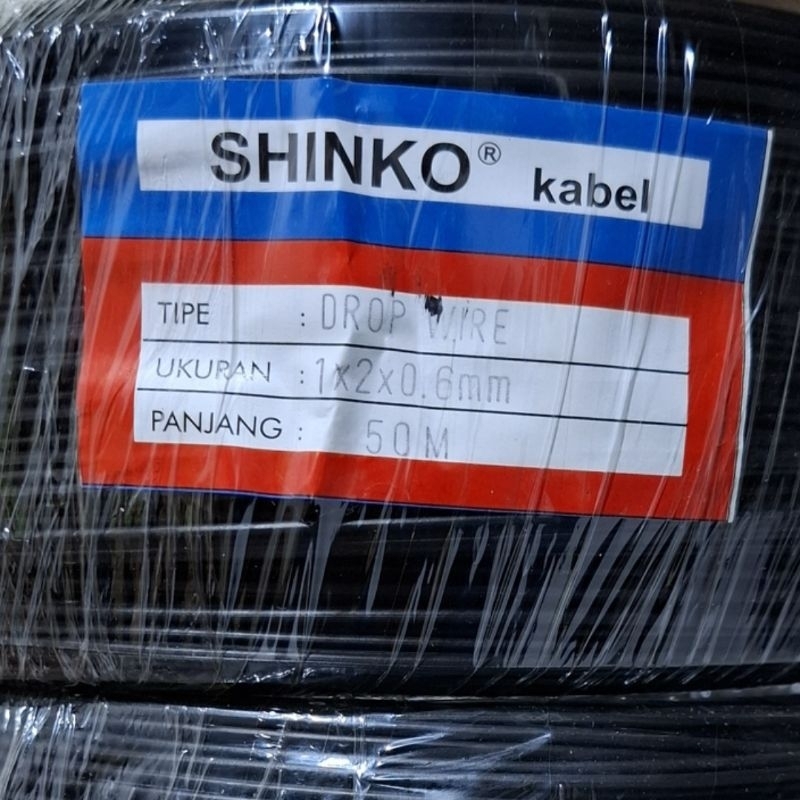 SHINKO® kabel
TIPE : DROP WIRE
UKURAN : 1x2x0.6mm
PANJANG : 50M